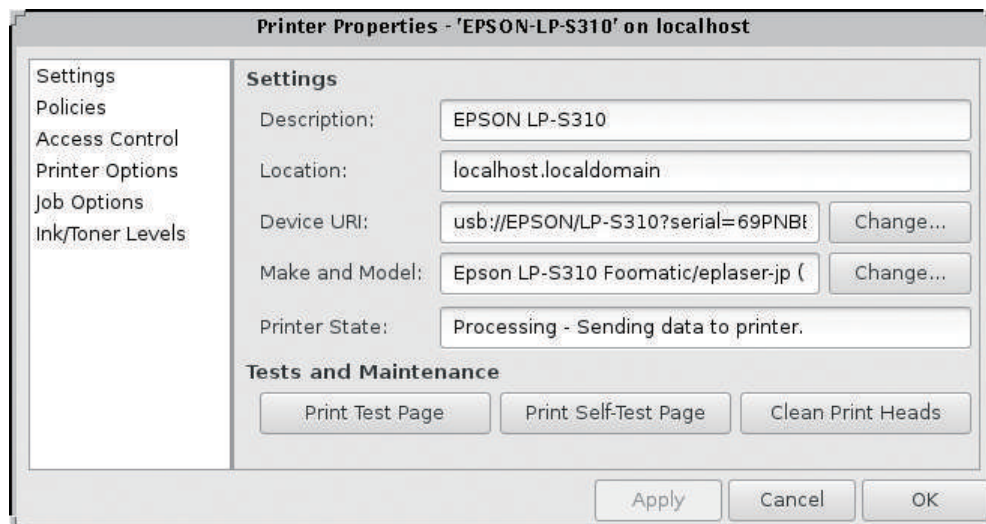 Printer Properties - 'EPSON-LP-S310' on localhost
Settings
Policies
Access Control
Printer Options
Job Options
Ink/Toner Levels
Settings
Description: EPSON LP-S310
Location: localhost.localdomain
Device URI: usb://EPSON/LP-S310?serial=69PNB Change...
Make and Model: Epson LP-S310 Foomatic/eplaser-jp ( Change...
Printer State: Processing - Sending data to printer.
Tests and Maintenance
Print Test Page Print Self-Test Page Clean Print Heads
Apply Cancel OK